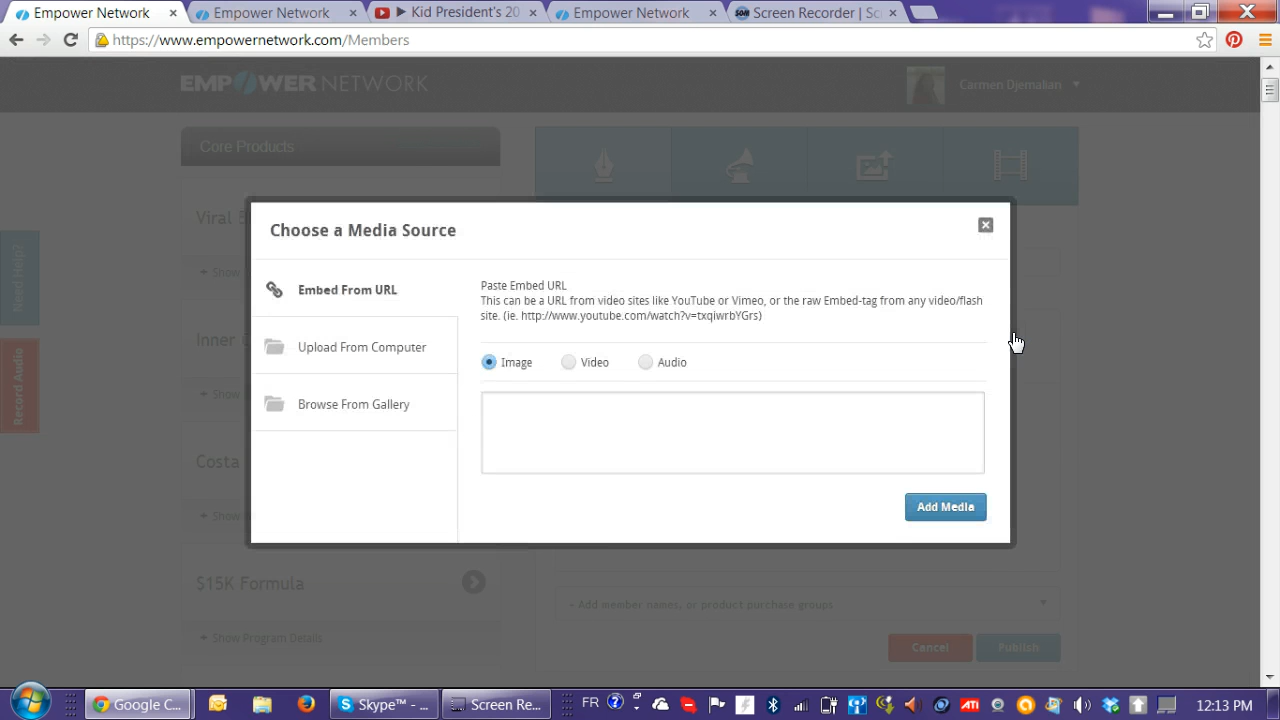 Empower Network
Empower Network
Kid President's 20
Empower Network
Screen Recorder | Sc
https://www.empowernetwork.com/Members
EMPOWER NETWORK
Carmen Djemalian
Core Products
Viral
Choose a Media Source
Need Help?
+ Show
Embed From URL
Paste Embed URL
This can be a URL from video sites like YouTube or Vimeo, or the raw Embed-tag from any video/flash
site. (ie. http://www.youtube.com/watch?v=txqiwrbYGrs)
Inner
Upload From Computer
Image
Video
Audio
Record Audio
+ Show
Browse From Gallery
Costa
+ Show
Add Media
$15K Formula
+ Add member names, or product purchase groups
+ Show Program Details
Cancel
Publish
Google C...
Skype™ - ...
Screen Re...
FR
ATI
12:13 PM